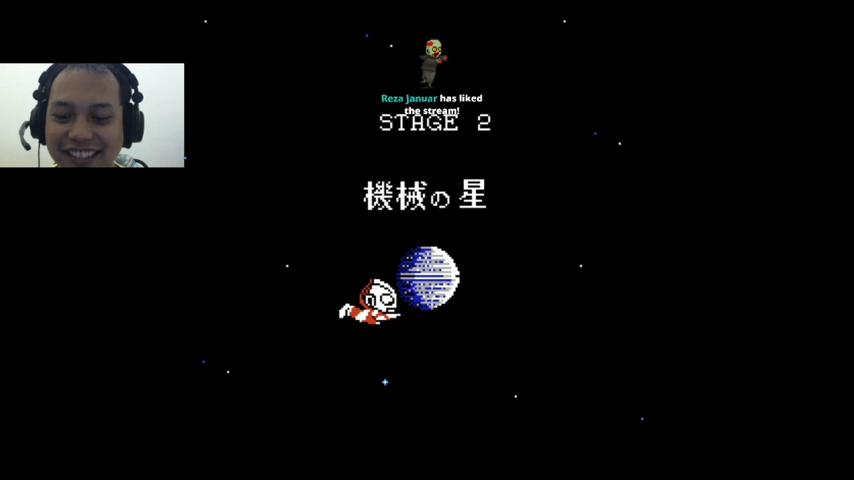 Reza Januar has liked
the stream!
STAGE 2
機械の星